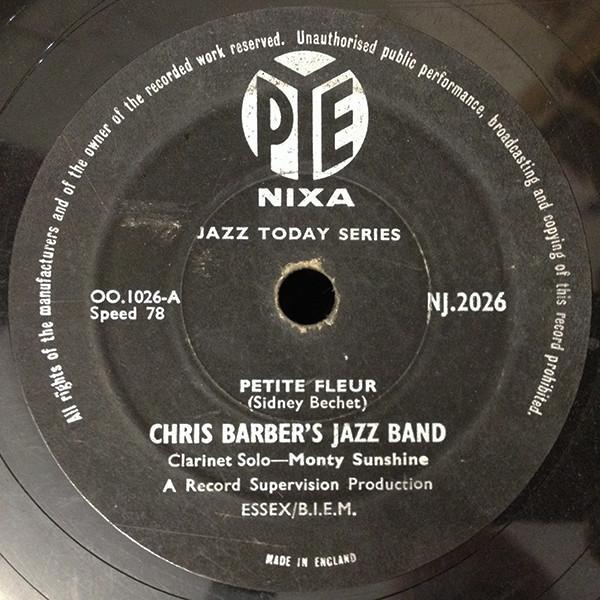 All rights of the manufacturers and of the owner of the recorded work reserved. Unauthorised public performance, broadcasting and copying of this record prohibited.
PYE
NIXA
JAZZ TODAY SERIES
OO.1026-A
Speed 78
NJ.2026
PETITE FLEUR
(Sidney Bechet)
CHRIS BARBER'S JAZZ BAND
Clarinet Solo—Monty Sunshine
A Record Supervision Production
ESSEX/B.I.E.M.
MADE IN ENGLAND